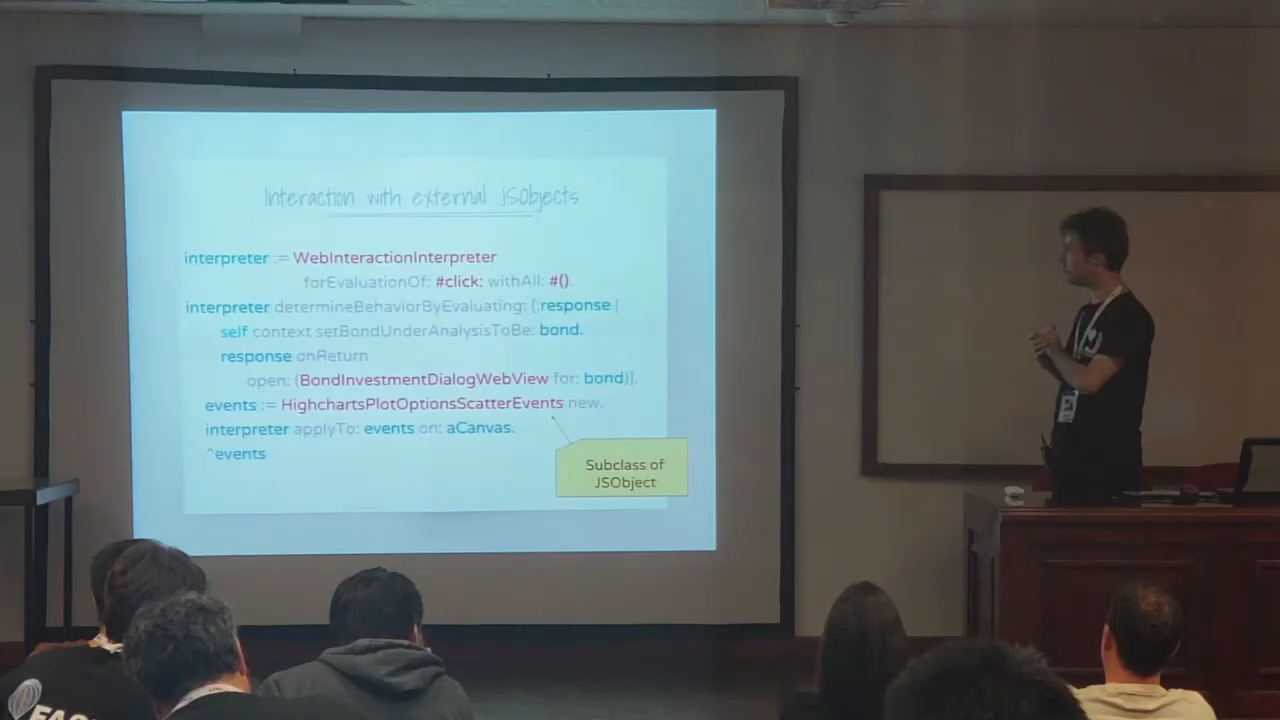 Interaction with external JSObjects
interpreter := WebInteractionInterpreter
forEvaluationOf: #click: withAll: #().
interpreter determineBehaviorByEvaluating: [:response |
self context setBondUnderAnalysisToBe: bond.
response onReturn
open: (BondInvestmentDialogWebView for: bond)].
events := HighchartsPlotOptionsScatterEvents new.
interpreter applyTo: events on: aCanvas.
^events
Subclass of
JSObject